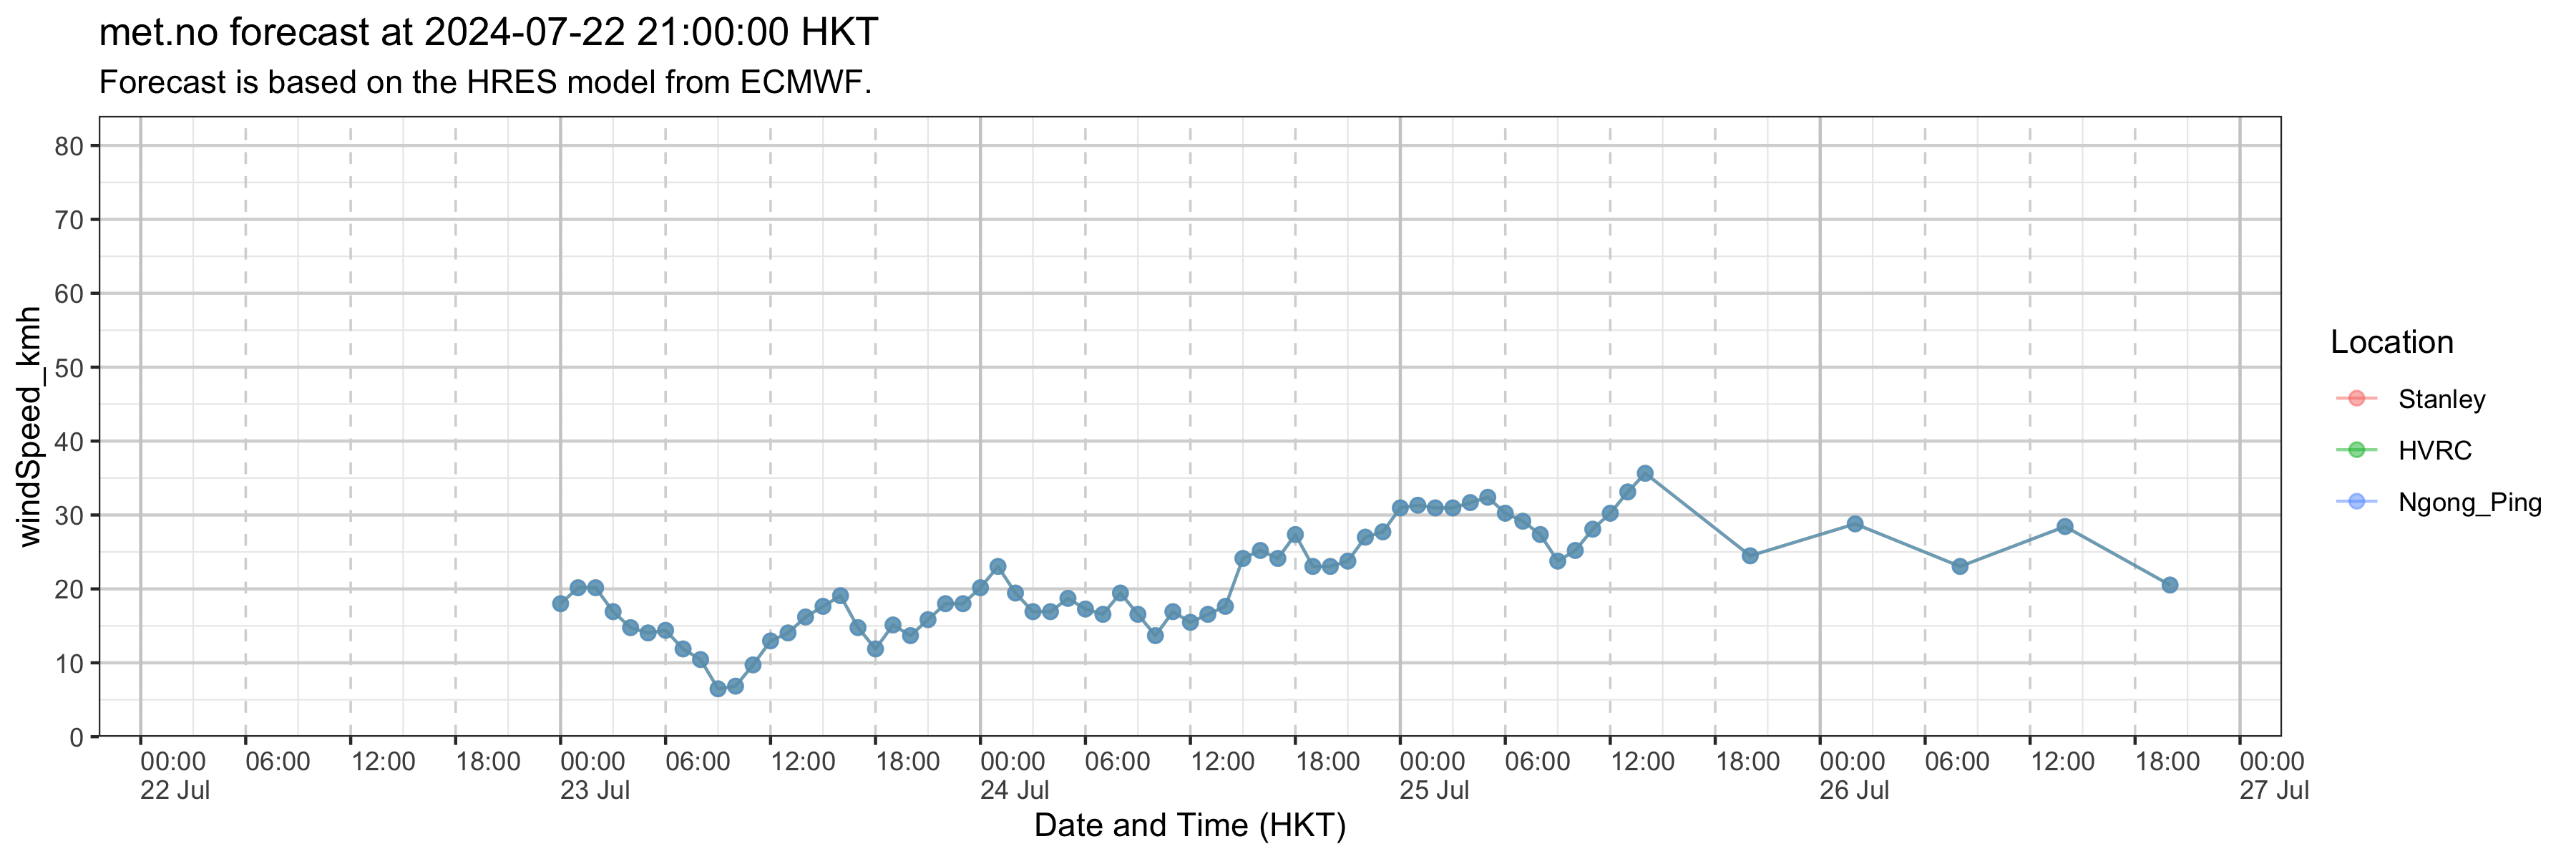 met.no forecast at 2024-07-22 21:00:00 HKT
Forecast is based on the HRES model from ECMWF.
windSpeed_kmh
80
70
60
50
40
30
20
10
0
00:00 06:00 12:00 18:00 00:00 06:00 12:00 18:00 00:00 06:00 12:00 18:00 00:00 06:00 12:00 18:00 00:00 06:00 12:00 18:00 00:00
22 Jul 23 Jul 24 Jul 25 Jul 26 Jul 27 Jul
Date and Time (HKT)
Location
Stanley
HVRC
Ngong_Ping